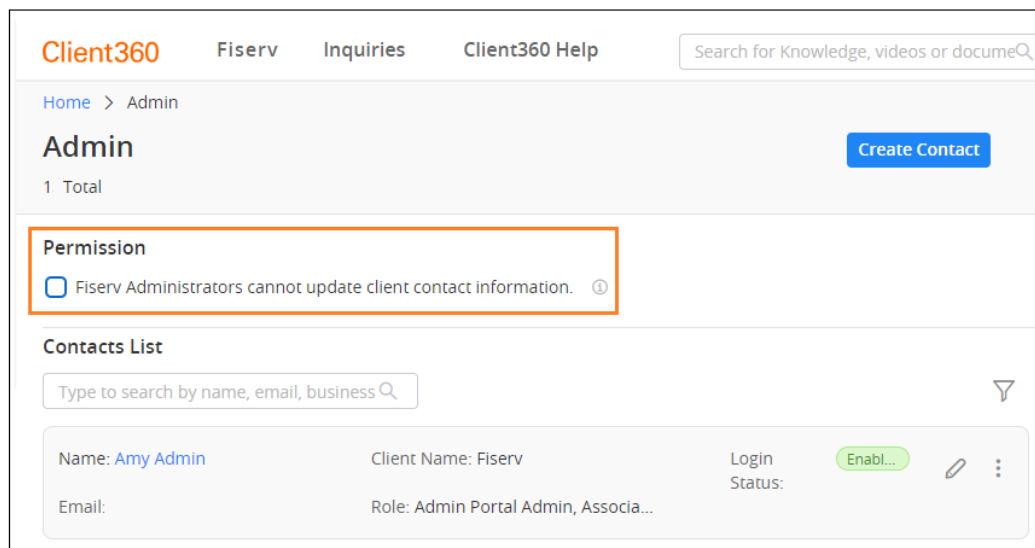 Client360 Fiserv Inquiries Client360 Help Search for Knowledge, videos or docume
Home > Admin
Admin
Create Contact
1 Total
Permission
Fiserv Administrators cannot update client contact information.
Contacts List
Type to search by name, email, business
Name: Amy Admin Client Name: Fiserv Login Status: Enabl...
Email: Role: Admin Portal Admin, Associa...